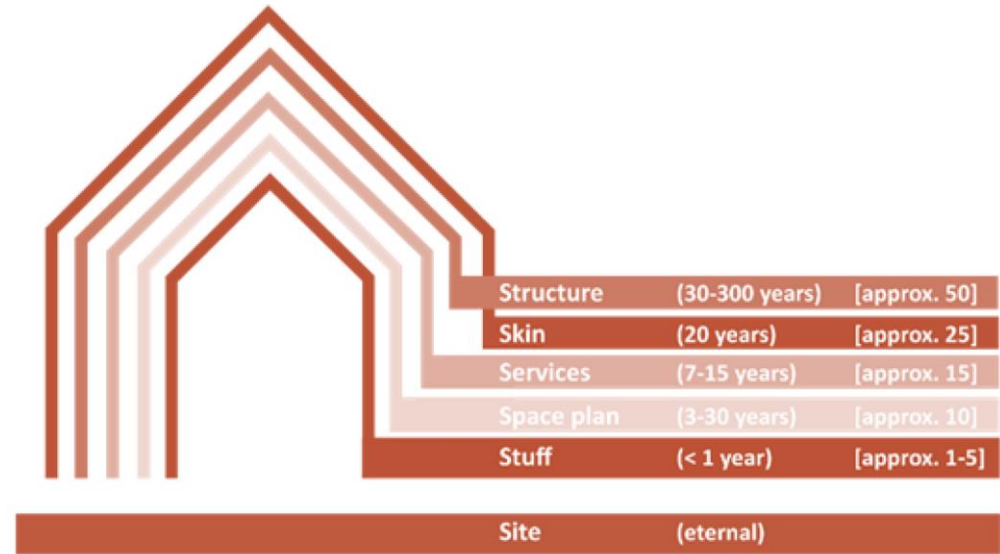 Structure (30-300 years) [approx. 50]
Skin (20 years) [approx. 25]
Services (7-15 years) [approx. 15]
Space plan (3-30 years) [approx. 10]
Stuff (< 1 year) [approx. 1-5]
Site (eternal)